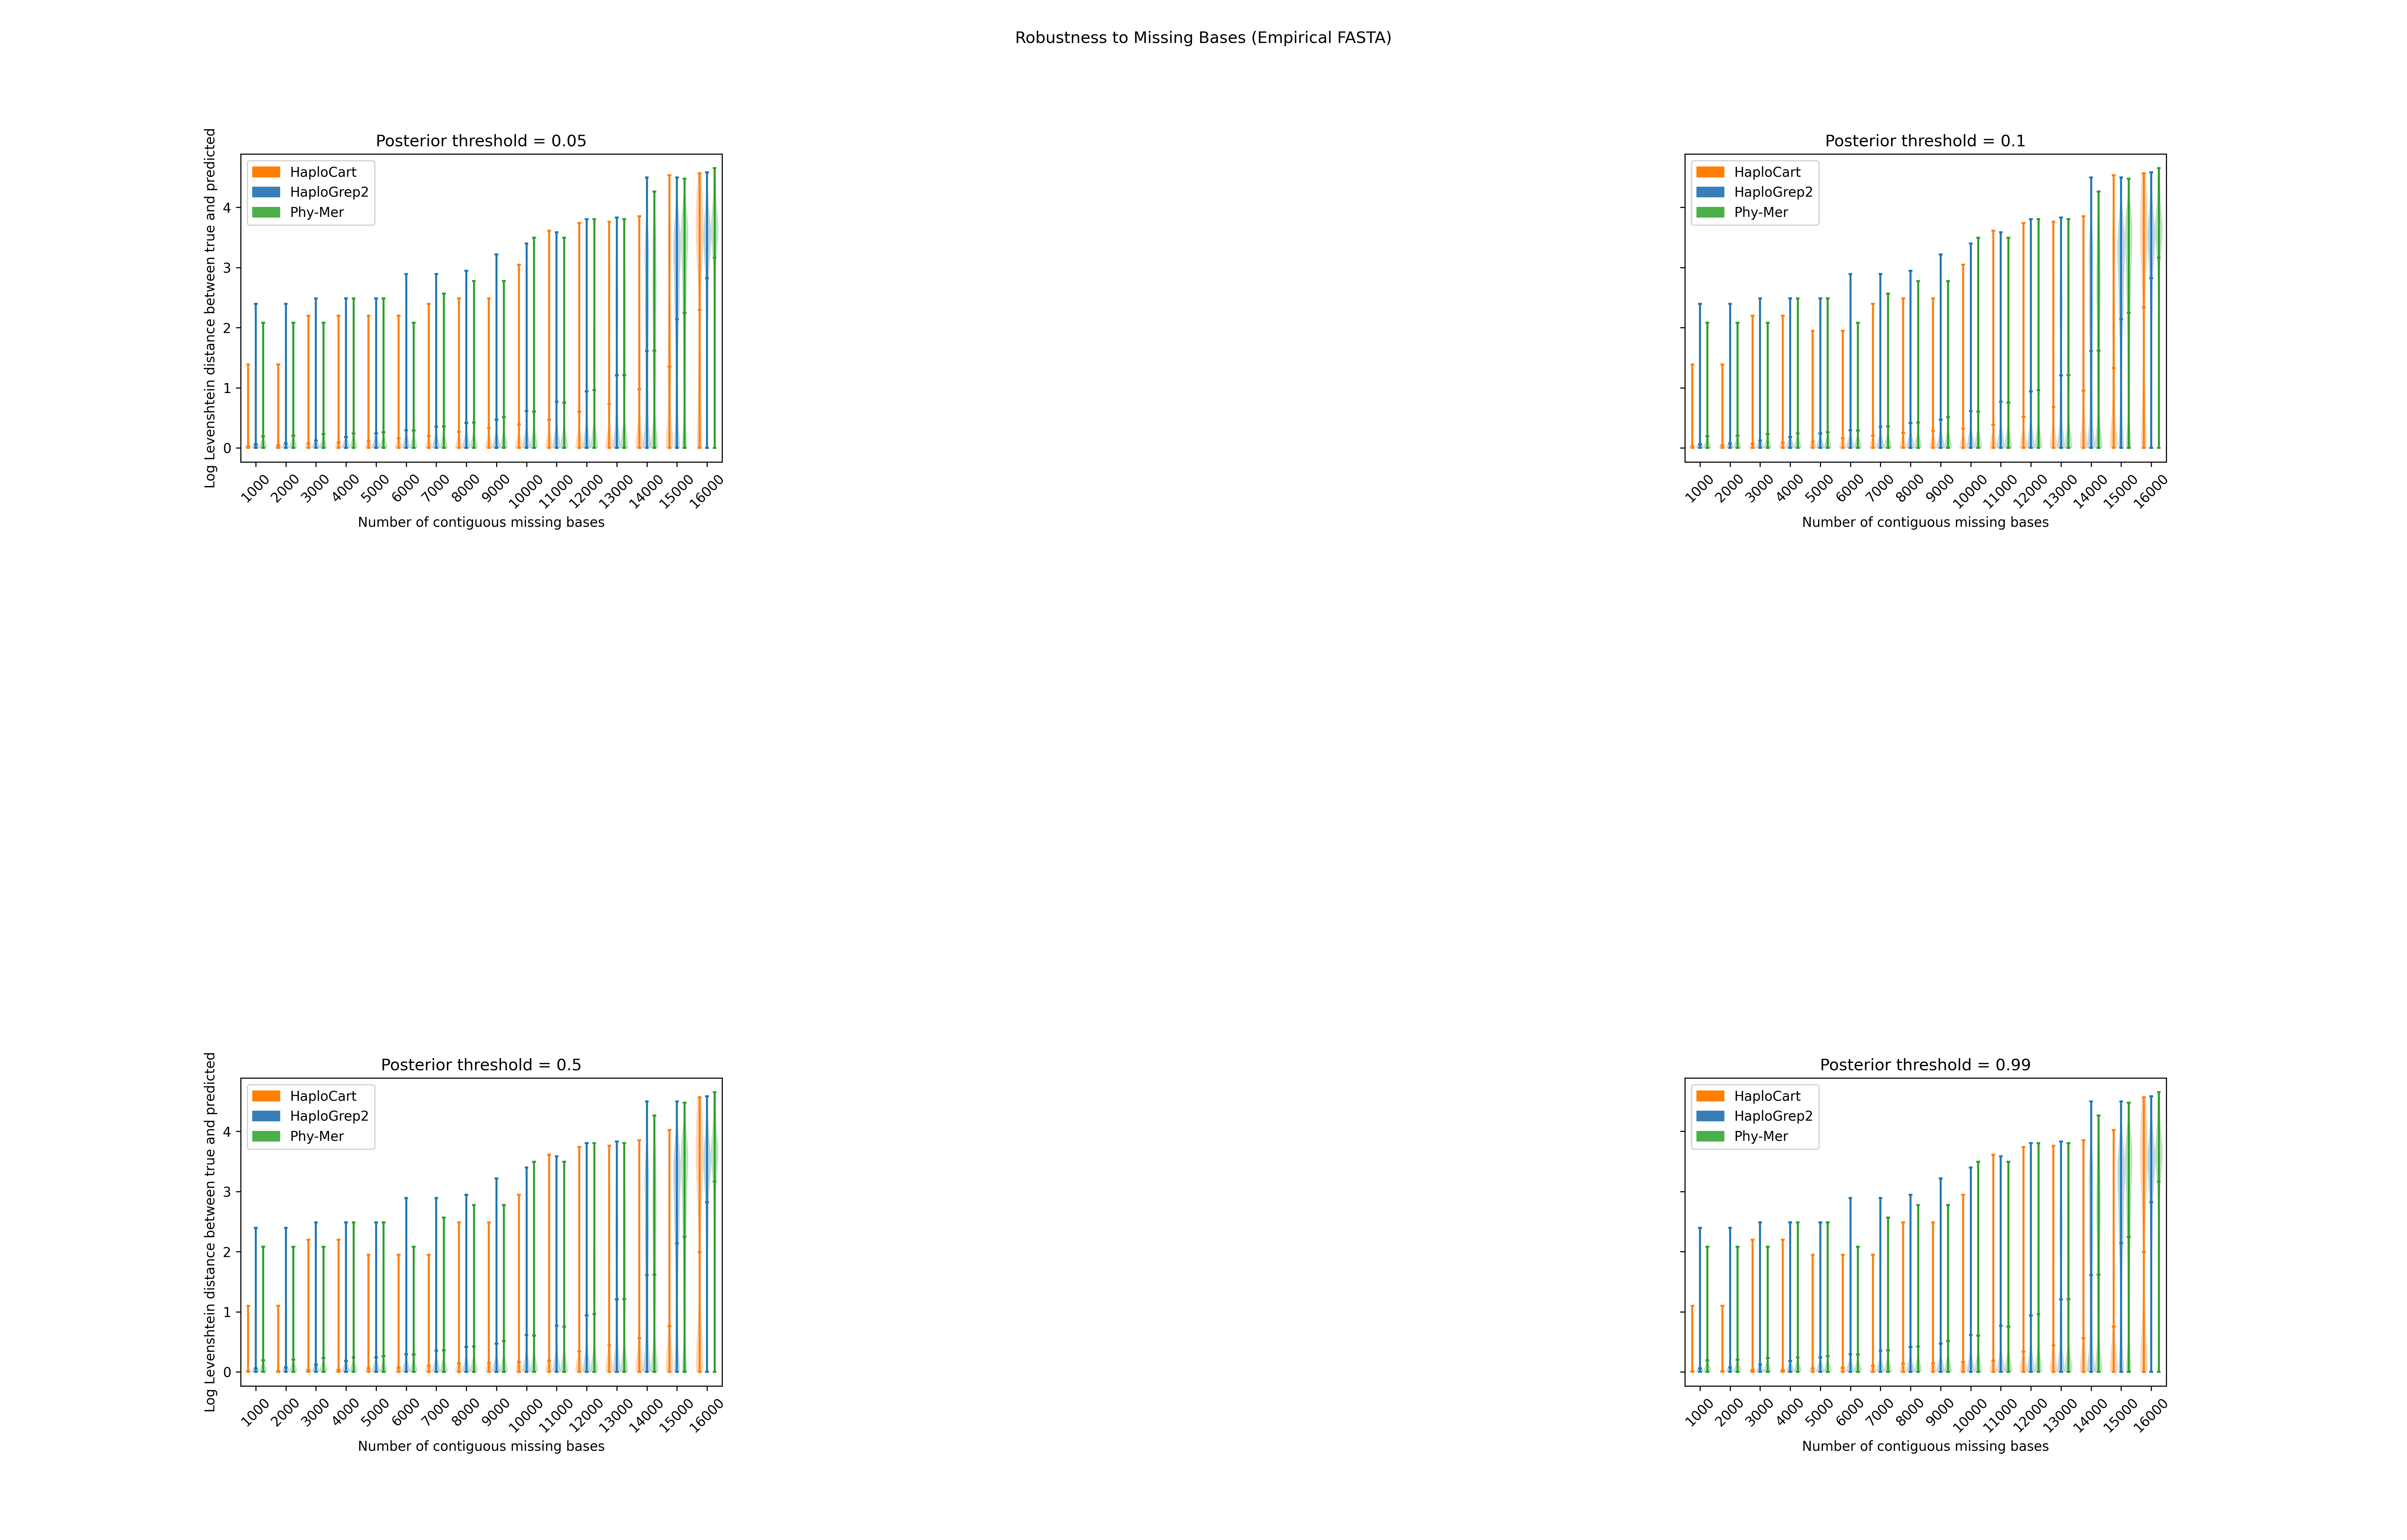 Robustness to Missing Bases (Empirical FASTA)
Posterior threshold = 0.05
HaploCart
HaploGrep2
Phy-Mer
Log Levenshtein distance between true and predicted
4
3
2
1
0
1000 2000 3000 4000 5000 6000 7000 8000 9000 10000 11000 12000 13000 14000 15000 16000
Number of contiguous missing bases
Posterior threshold = 0.1
HaploCart
HaploGrep2
Phy-Mer
1000 2000 3000 4000 5000 6000 7000 8000 9000 10000 11000 12000 13000 14000 15000 16000
Number of contiguous missing bases
Posterior threshold = 0.5
HaploCart
HaploGrep2
Phy-Mer
Log Levenshtein distance between true and predicted
4
3
2
1
0
1000 2000 3000 4000 5000 6000 7000 8000 9000 10000 11000 12000 13000 14000 15000 16000
Number of contiguous missing bases
Posterior threshold = 0.99
HaploCart
HaploGrep2
Phy-Mer
1000 2000 3000 4000 5000 6000 7000 8000 9000 10000 11000 12000 13000 14000 15000 16000
Number of contiguous missing bases